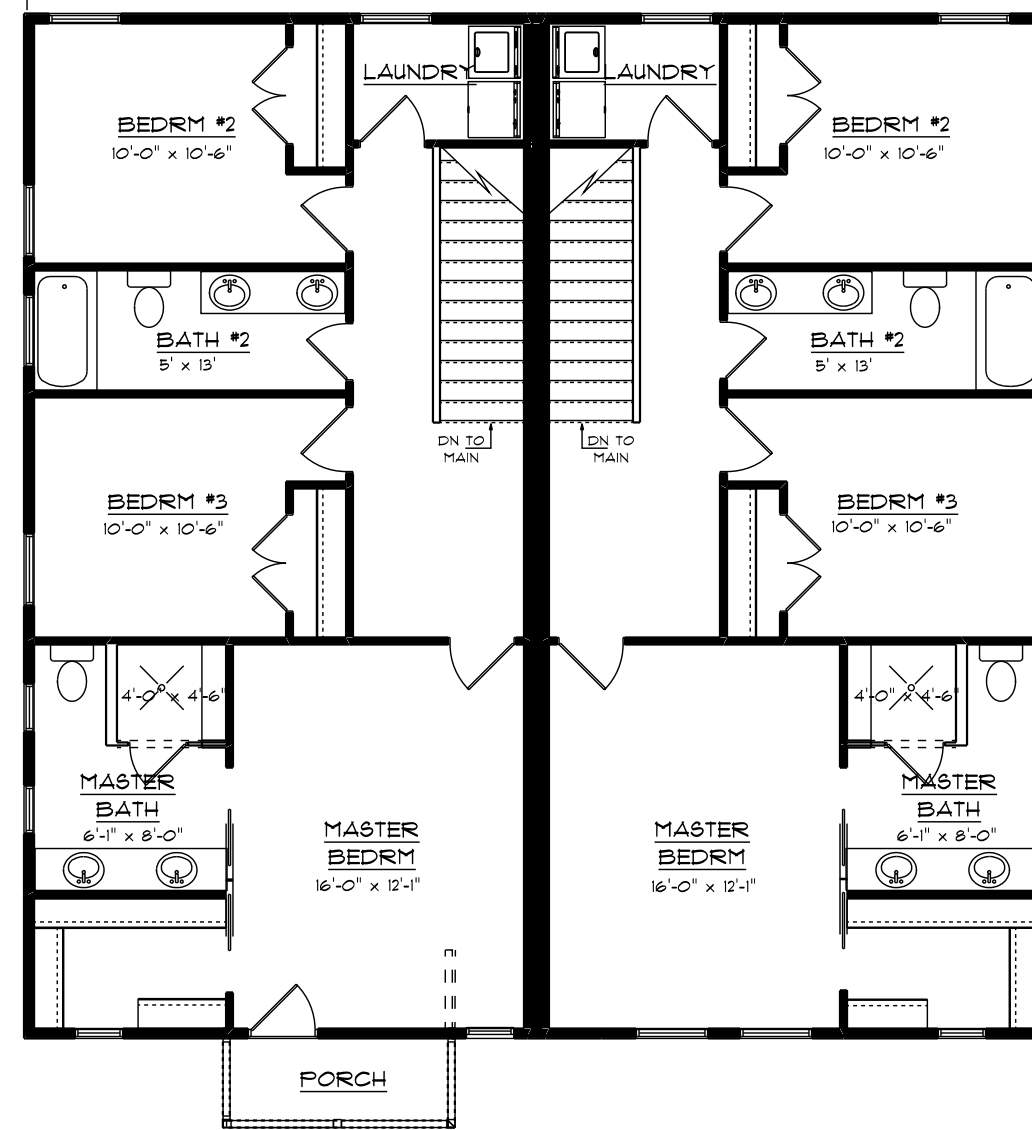 LAUNDRY
LAUNDRY
BEDRM #2
10'-0" x 10'-6"
BEDRM #2
10'-0" x 10'-6"
BATH #2
5' x 13'
BATH #2
5' x 13'
DN TO
MAIN
DN TO
MAIN
BEDRM #3
10'-0" x 10'-6"
BEDRM #3
10'-0" x 10'-6"
4'-0" x 4'-6"
4'-0" x 4'-6"
MASTER
BATH
6'-1" x 8'-0"
MASTER
BEDRM
16'-0" x 12'-1"
MASTER
BEDRM
16'-0" x 12'-1"
MASTER
BATH
6'-1" x 8'-0"
PORCH